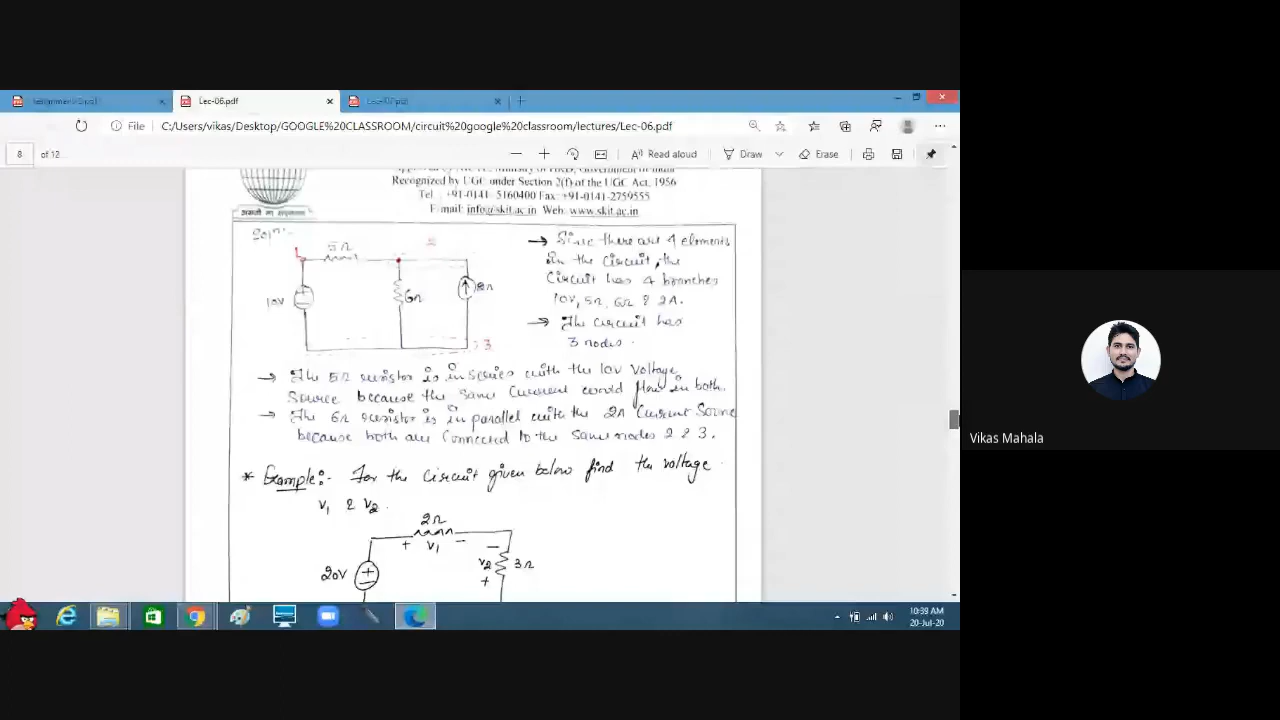 Lec-06.pdf
File C:/Users/vikas/Desktop/GOOGLE%20CLASSROOM/circuit%20google%20classroom/lectures/Lec-06.pdf
8 of 12
Read aloud Draw Erase
Recognized by UGC under Section 2(f) of the UGC Act, 1956
Tel : +91-0141- 5160400 Fax: +91-0141-2759555
E-mail: info@skit.ac.in Web: www.skit.ac.in
5Ω 2
10V 6Ω
3
→ Since there are 4 elements
in the circuit, the
circuit has 4 branches
10V, 5Ω, 6Ω & 2A.
→ The circuit has
3 nodes.
→ The 5Ω resistor is in series with the 10V voltage
source because the same current would flow in both.
→ The 6Ω resistor is in parallel with the 2A current source
because both are connected to the same nodes 2 & 3.
* Example:- For the circuit given below find the voltage
V1 & V2.
2Ω
+ V1 −
20V + −
− V2 + 3Ω
Vikas Mahala
10:39 AM
20-Jul-20